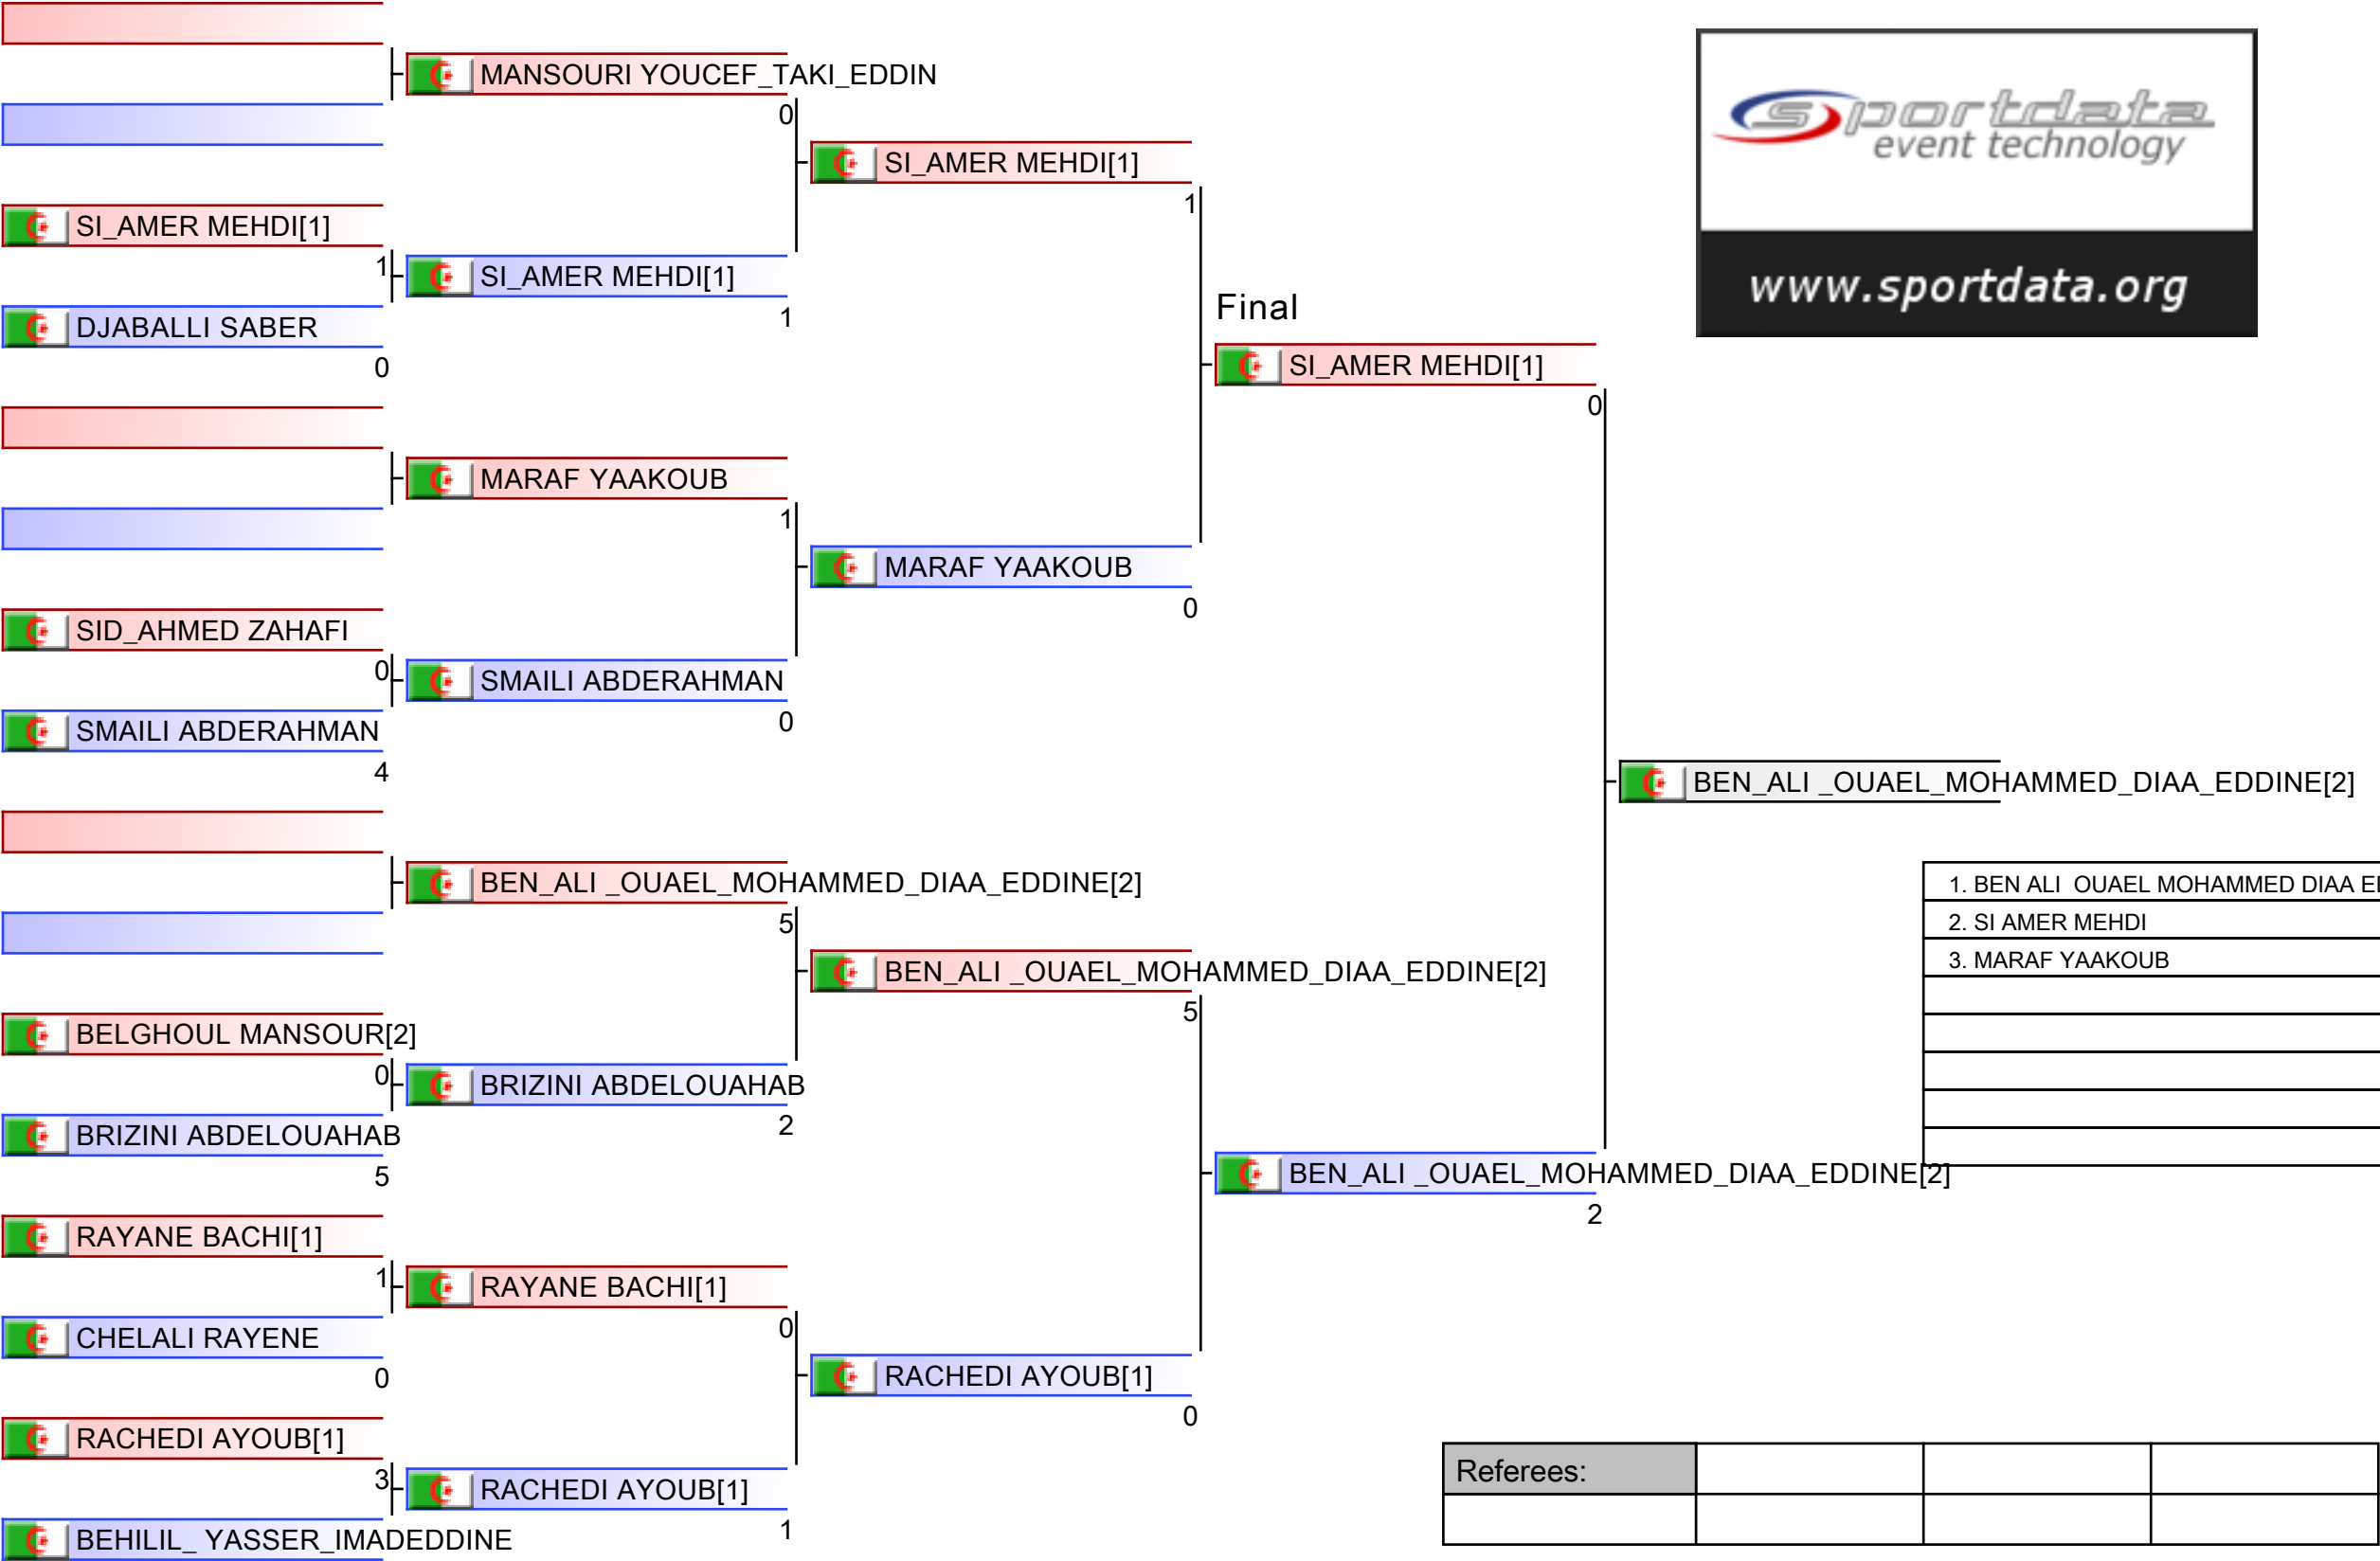 MANSOURI YOUCEF_TAKI_EDDIN
0
SI_AMER MEHDI[1]
1
DJABALLI SABER
0
SI_AMER MEHDI[1]
1
SI_AMER MEHDI[1]
1
MARAF YAAKOUB
1
SID_AHMED ZAHAFI
0
SMAILI ABDERAHMAN
4
SMAILI ABDERAHMAN
0
MARAF YAAKOUB
0
Final
SI_AMER MEHDI[1]
0
BEN_ALI _OUAEL_MOHAMMED_DIAA_EDDINE[2]
5
BELGHOUL MANSOUR[2]
0
BRIZINI ABDELOUAHAB
5
BRIZINI ABDELOUAHAB
2
BEN_ALI _OUAEL_MOHAMMED_DIAA_EDDINE[2]
5
RAYANE BACHI[1]
1
CHELALI RAYENE
0
RAYANE BACHI[1]
0
RACHEDI AYOUB[1]
3
BEHILIL_ YASSER_IMADEDDINE
RACHEDI AYOUB[1]
1
RACHEDI AYOUB[1]
0
BEN_ALI _OUAEL_MOHAMMED_DIAA_EDDINE[2]
2
BEN_ALI _OUAEL_MOHAMMED_DIAA_EDDINE[2]
sportdata
event technology
www.sportdata.org
1. BEN ALI  OUAEL MOHAMMED DIAA
2. SI AMER MEHDI
3. MARAF YAAKOUB
Referees: